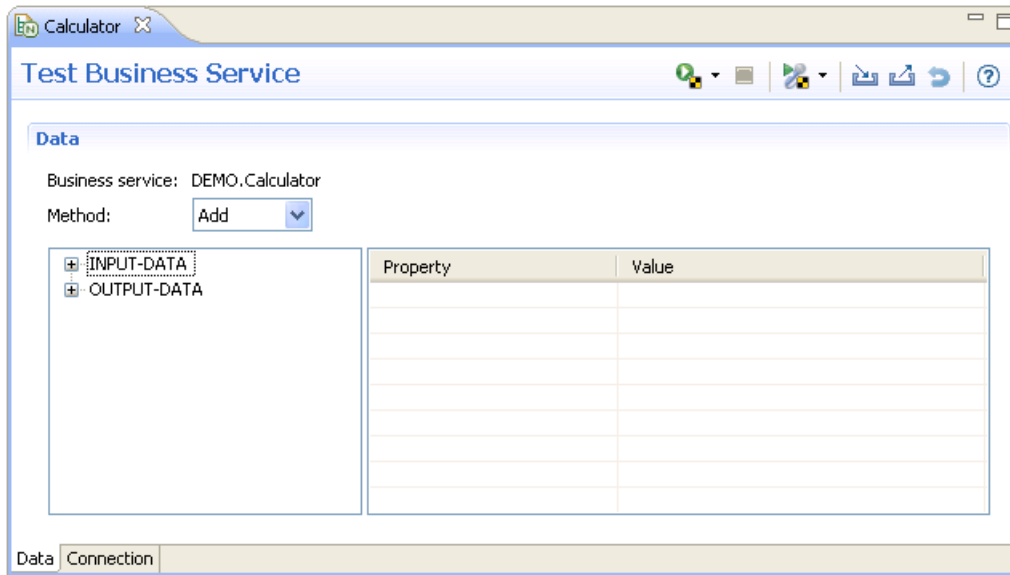 Calculator
Test Business Service
Data
Business service: DEMO.Calculator
Method: Add
INPUT-DATA
OUTPUT-DATA
Property Value
Data Connection